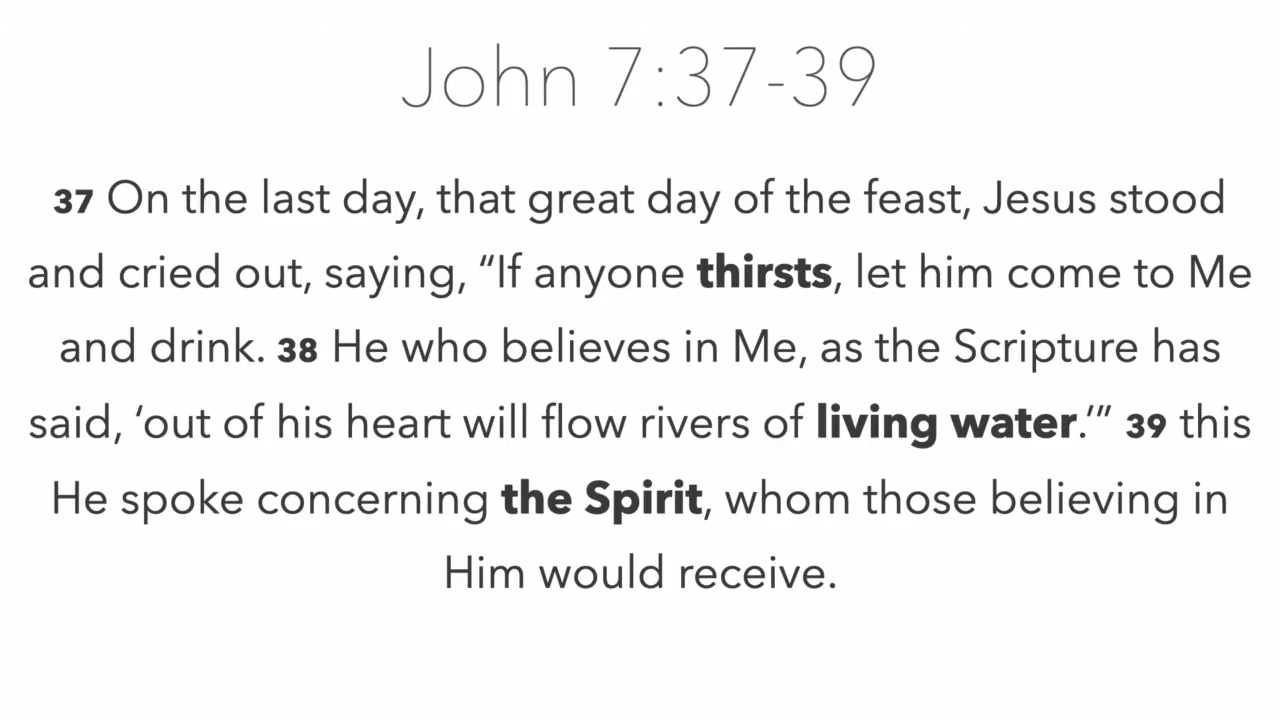 John 7:37-39
37 On the last day, that great day of the feast, Jesus stood
and cried out, saying, “If anyone thirsts, let him come to Me
and drink. 38 He who believes in Me, as the Scripture has
said, ‘out of his heart will flow rivers of living water.’” 39 this
He spoke concerning the Spirit, whom those believing in
Him would receive.